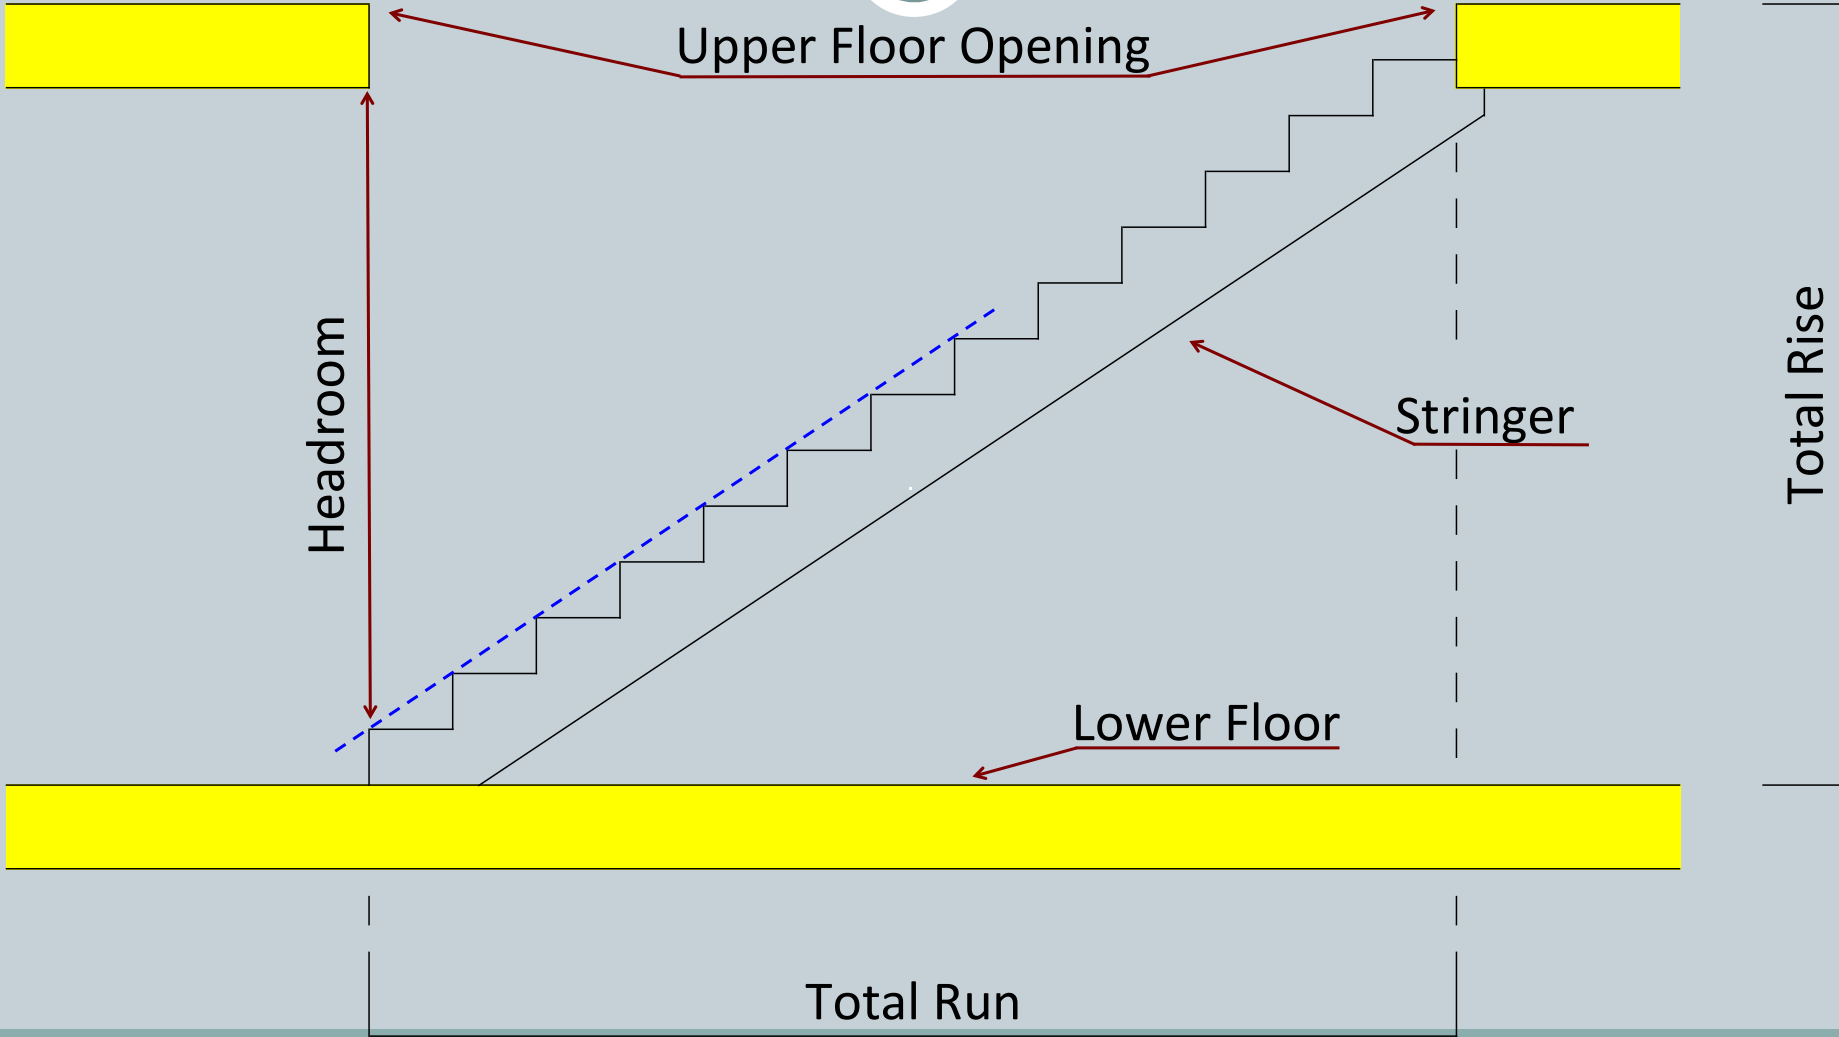 Upper Floor Opening
Headroom
Total Rise
Stringer
Lower Floor
Total Run